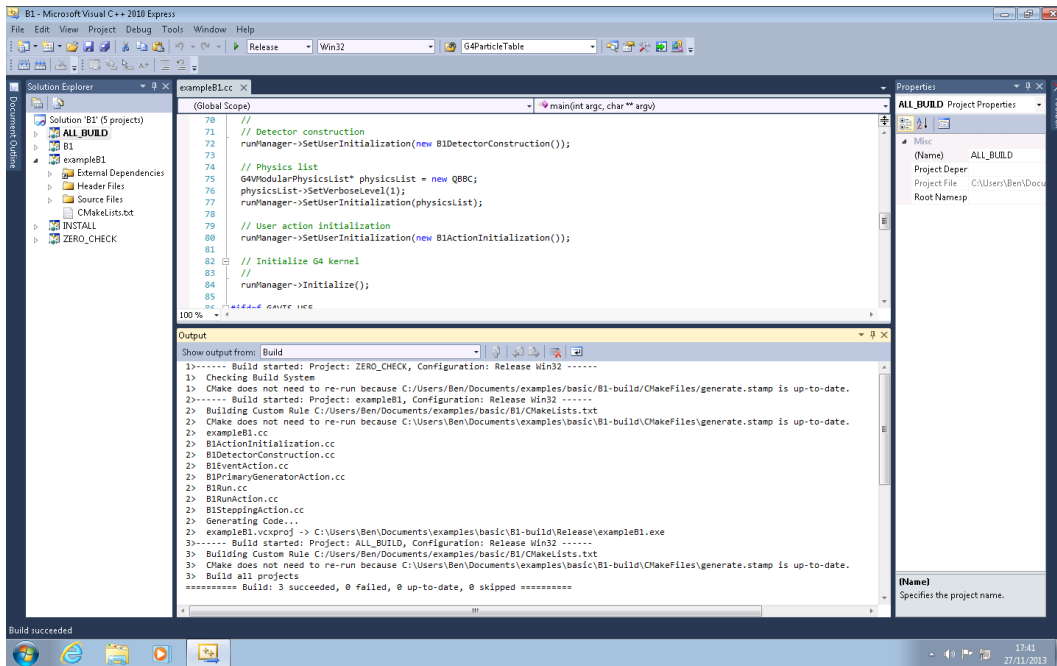 B1 - Microsoft Visual C++ 2010 Express
File Edit View Project Debug Tools Window Help
Release Win32 G4ParticleTable
Document Outline
Solution Explorer
Solution 'B1' (5 projects)
ALL_BUILD
B1
exampleB1
External Dependencies
Header Files
Source Files
CMakeLists.txt
INSTALL
ZERO_CHECK
exampleB1.cc
(Global Scope) main(int argc, char ** argv)
70 //
71 // Detector construction
72 runManager->SetUserInitialization(new B1DetectorConstruction());
73
74 // Physics list
75 G4VModularPhysicsList* physicsList = new QBBC;
76 physicsList->SetVerboseLevel(1);
77 runManager->SetUserInitialization(physicsList);
78
79 // User action initialization
80 runManager->SetUserInitialization(new B1ActionInitialization());
81
82 // Initialize G4 kernel
83 //
84 runManager->Initialize();
85
86 #ifdef G4VIS_USE
100 %
Output
Show output from: Build
1>------ Build started: Project: ZERO_CHECK, Configuration: Release Win32 ------
1> Checking Build System
1> CMake does not need to re-run because C:/Users/Ben/Documents/examples/basic/B1-build/CMakeFiles/generate.stamp is up-to-date.
2>------ Build started: Project: exampleB1, Configuration: Release Win32 ------
2> Building Custom Rule C:/Users/Ben/Documents/examples/basic/B1/CMakeLists.txt
2> CMake does not need to re-run because C:\Users\Ben\Documents\examples\basic\B1-build\CMakeFiles\generate.stamp is up-to-date.
2> exampleB1.cc
2> B1ActionInitialization.cc
2> B1DetectorConstruction.cc
2> B1EventAction.cc
2> B1PrimaryGeneratorAction.cc
2> B1Run.cc
2> B1RunAction.cc
2> B1SteppingAction.cc
2> Generating Code...
2> exampleB1.vcxproj -> C:\Users\Ben\Documents\examples\basic\B1-build\Release\exampleB1.exe
3>------ Build started: Project: ALL_BUILD, Configuration: Release Win32 ------
3> Building Custom Rule C:/Users/Ben/Documents/examples/basic/B1/CMakeLists.txt
3> CMake does not need to re-run because C:\Users\Ben\Documents\examples\basic\B1-build\CMakeFiles\generate.stamp is up-to-date.
3> Build all projects
========== Build: 3 succeeded, 0 failed, 0 up-to-date, 0 skipped ==========
Properties
ALL_BUILD Project Properties
Misc
(Name) ALL_BUILD
Project Deper
Project File C:\Users\Ben\Docu
Root Namesp
(Name)
Specifies the project name.
Build succeeded
17:41
27/11/2013